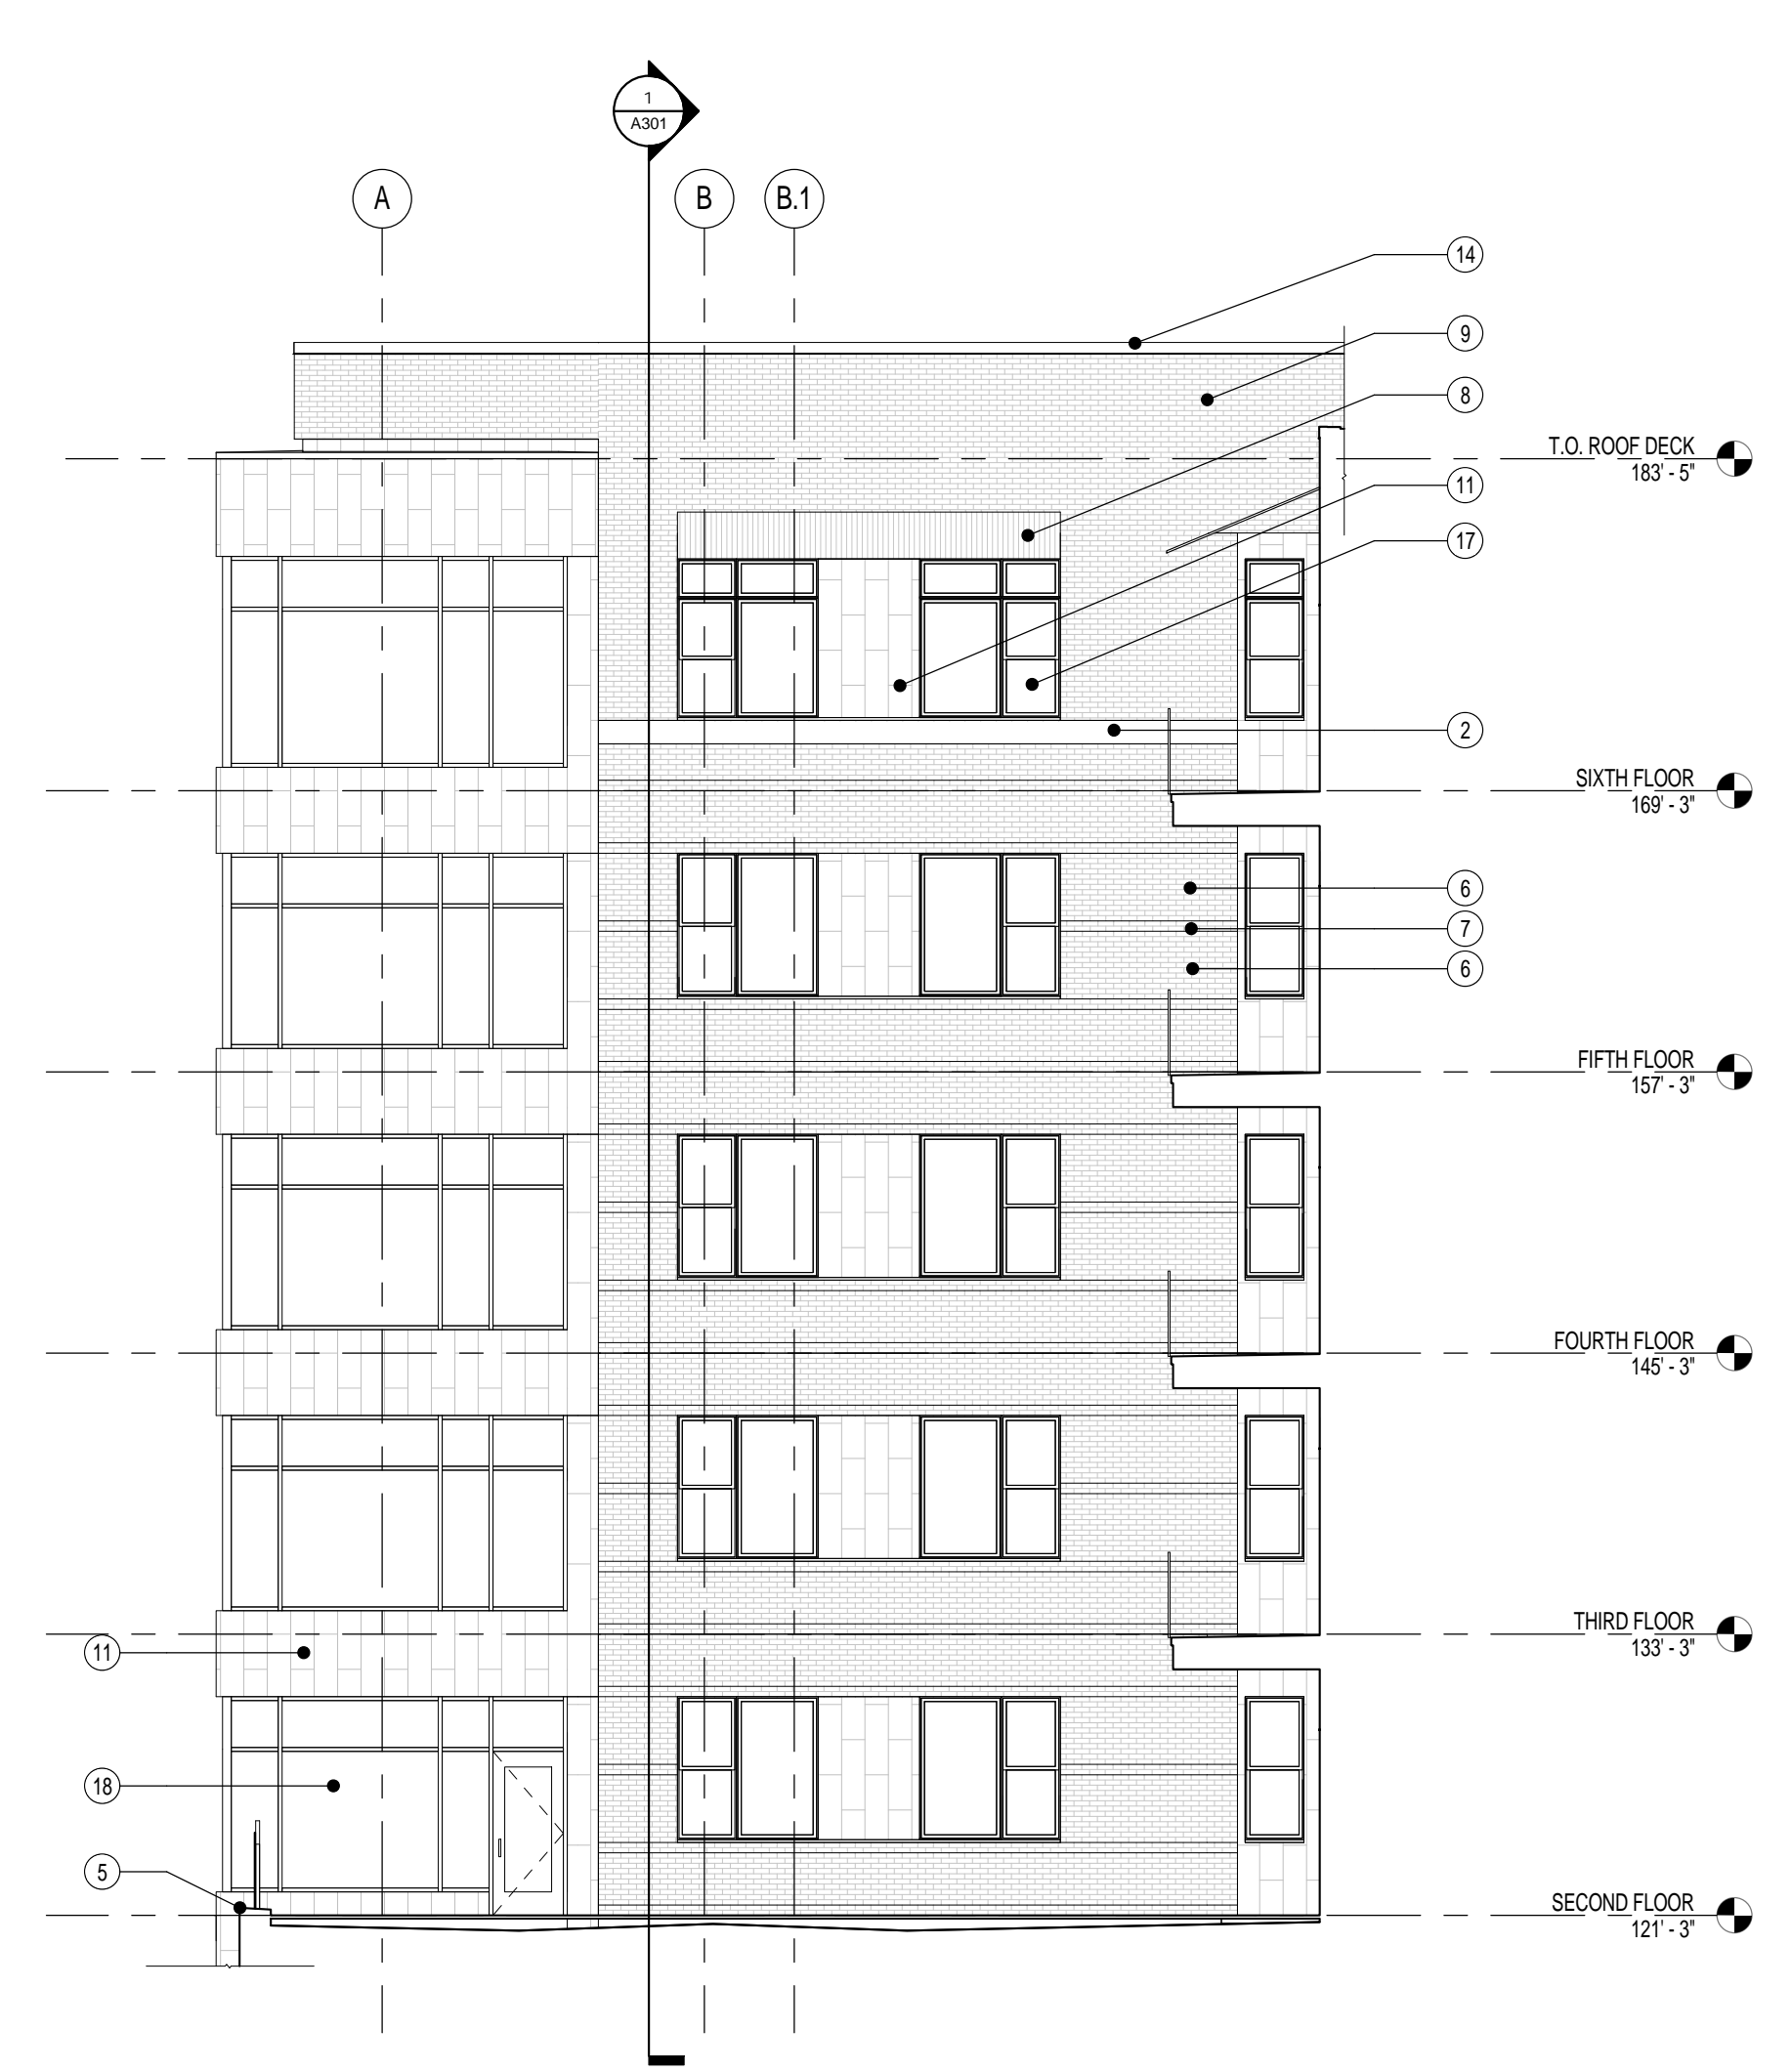 1
A301
A
B
B.1
14
9
8
T.O. ROOF DECK
183' - 5"
11
17
2
SIXTH FLOOR
169' - 3"
6
7
6
FIFTH FLOOR
157' - 3"
FOURTH FLOOR
145' - 3"
THIRD FLOOR
133' - 3"
11
18
5
SECOND FLOOR
121' - 3"